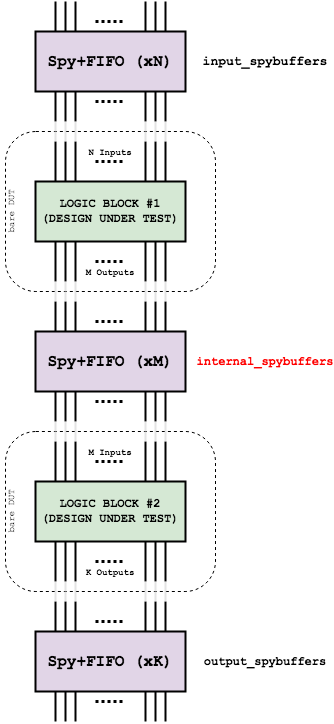 Spy+FIFO (xN)
input_spybuffers
N Inputs
bare DUT
LOGIC BLOCK #1
(DESIGN UNDER TEST)
M Outputs
Spy+FIFO (xM)
internal_spybuffers
M Inputs
bare DUT
LOGIC BLOCK #2
(DESIGN UNDER TEST)
K Outputs
Spy+FIFO (xK)
output_spybuffers